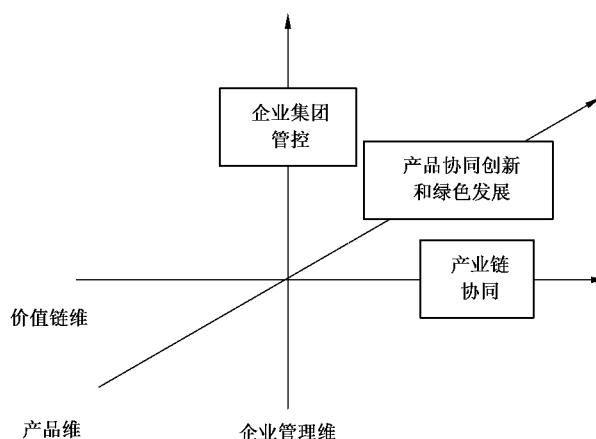 企业集团
管控
产品协同创新
和绿色发展
产业链
协同
价值链维
产品维
企业管理维